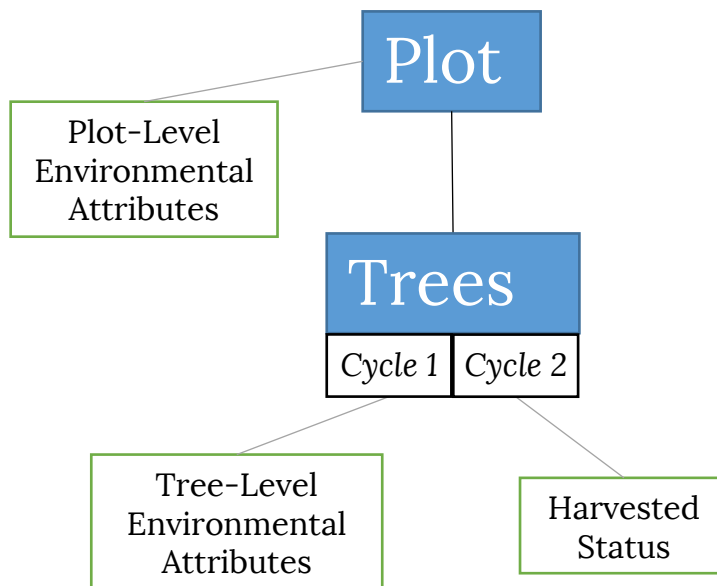 Plot
Plot-Level
Environmental
Attributes
Trees
Cycle 1
Cycle 2
Tree-Level
Environmental
Attributes
Harvested
Status